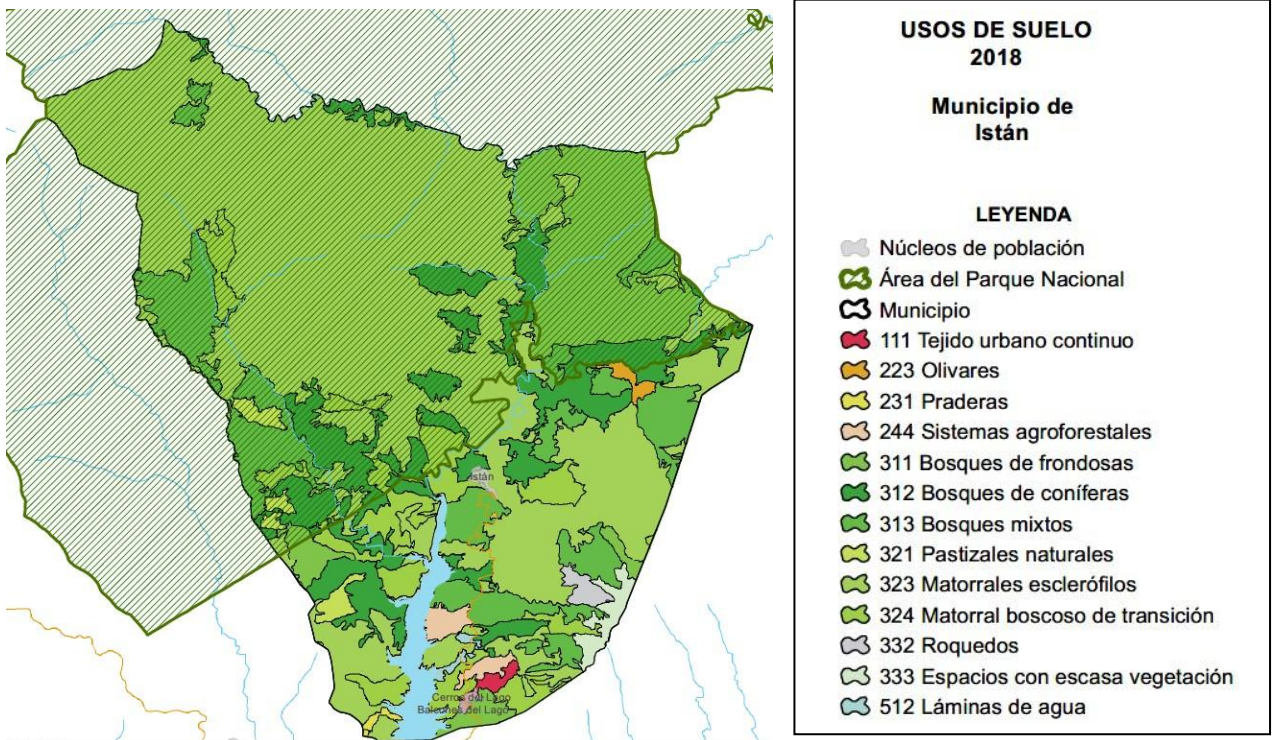 Istán
Cerros del Lago
Balcones del Lago
USOS DE SUELO
2018
Municipio de
Istán
LEYENDA
Núcleos de población
Área del Parque Nacional
Municipio
111 Tejido urbano continuo
223 Olivares
231 Praderas
244 Sistemas agroforestales
311 Bosques de frondosas
312 Bosques de coníferas
313 Bosques mixtos
321 Pastizales naturales
323 Matorrales esclerófilos
324 Matorral boscoso de transición
332 Roquedos
333 Espacios con escasa vegetación
512 Láminas de agua